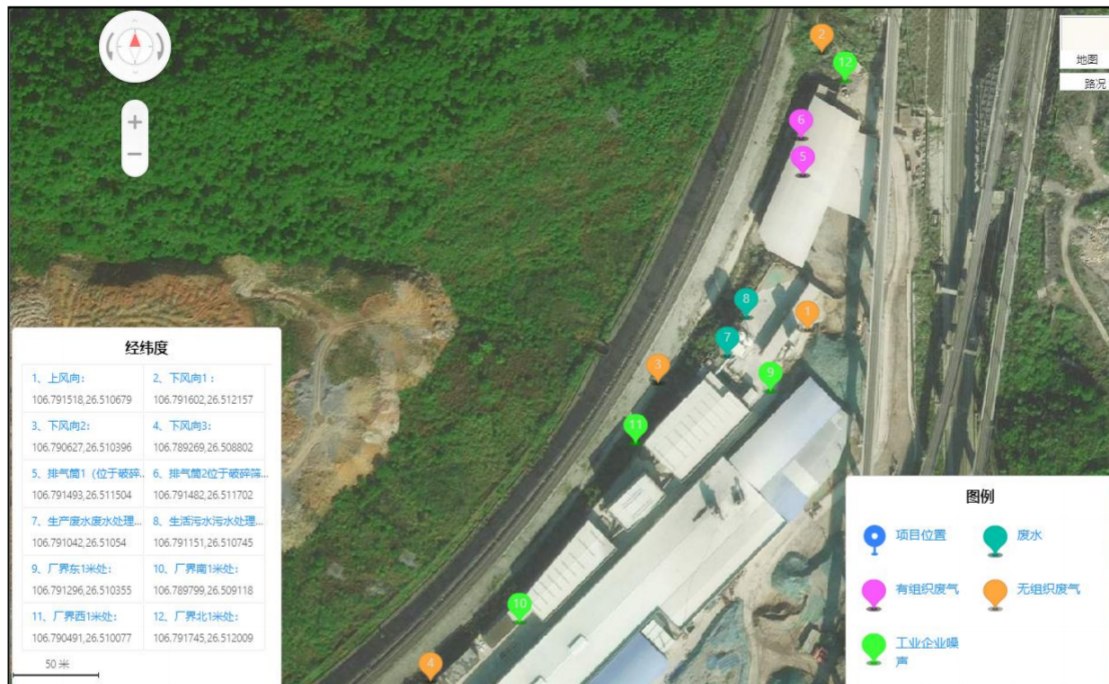 2
12
地图
路况
6
5
8
1
7
3
9
11
10
4
经纬度
1、上风向： 2、下风向1：
106.791518,26.510679 106.791602,26.512157
3、下风向2： 4、下风向3：
106.790627,26.510396 106.789269,26.508802
5、排气筒1（位于破碎... 6、排气筒2位于破碎筛...
106.791493,26.511504 106.791482,26.511702
7、生产废水废水处理... 8、生活污水污水处理...
106.791042,26.51054 106.791151,26.510745
9、厂界东1米处： 10、厂界南1米处：
106.791296,26.510355 106.789799,26.509118
11、厂界西1米处： 12、厂界北1米处：
106.790491,26.510077 106.791745,26.512009
50 米
图例
项目位置 废水
有组织废气 无组织废气
工业企业噪
声